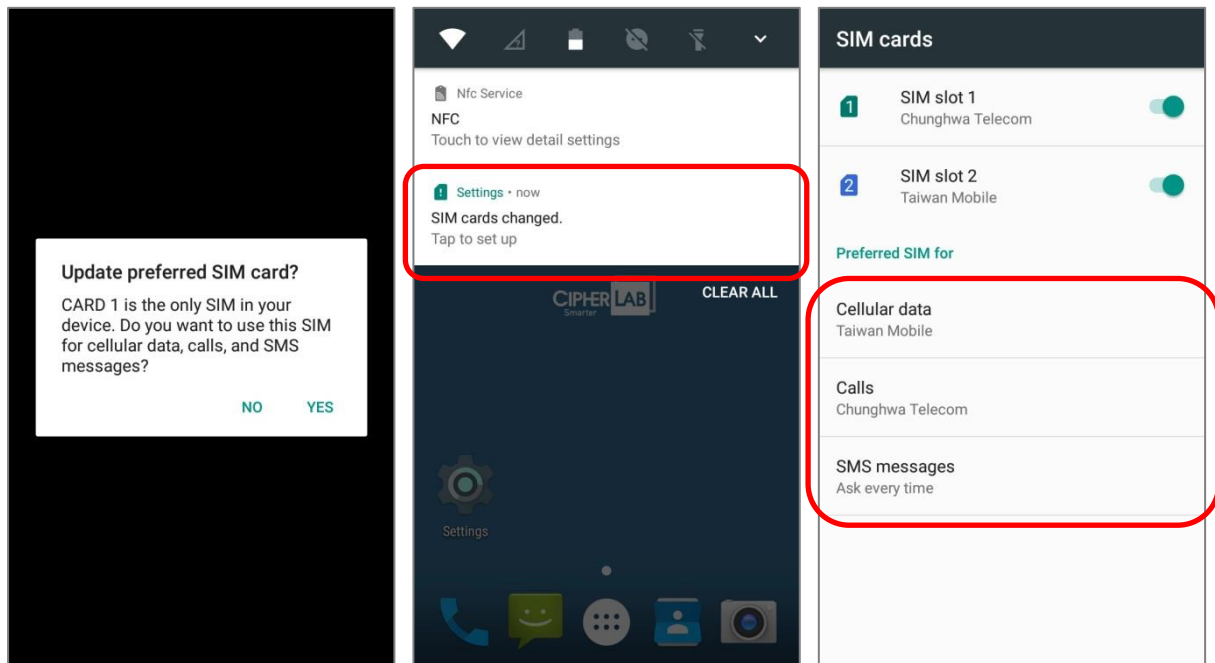 Update preferred SIM card?
CARD 1 is the only SIM in your
device. Do you want to use this SIM
for cellular data, calls, and SMS
messages?
NO YES
Nfc Service
NFC
Touch to view detail settings
Settings • now
SIM cards changed.
Tap to set up
CIPHERLAB
Smarter
CLEAR ALL
Settings
SIM cards
1
SIM slot 1
Chunghwa Telecom
2
SIM slot 2
Taiwan Mobile
Preferred SIM for
Cellular data
Taiwan Mobile
Calls
Chunghwa Telecom
SMS messages
Ask every time